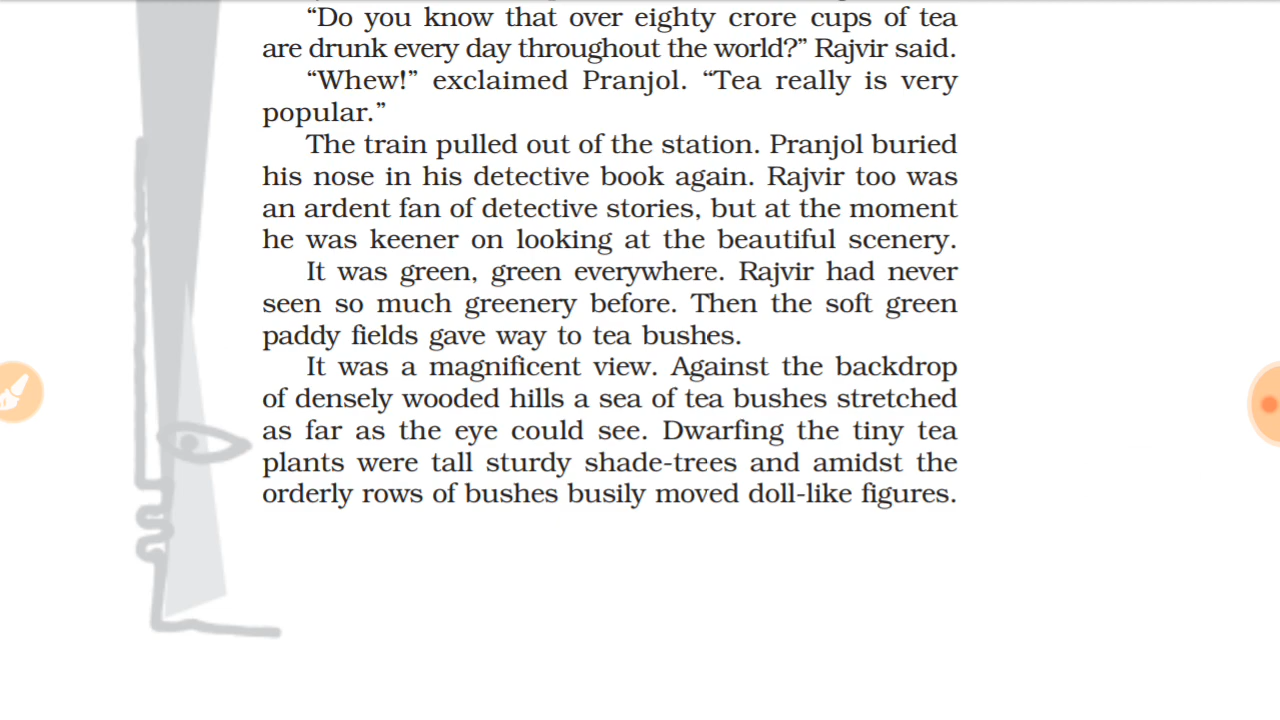 “Do you know that over eighty crore cups of tea
are drunk every day throughout the world?” Rajvir said.
“Whew!” exclaimed Pranjol. “Tea really is very
popular.”
The train pulled out of the station. Pranjol buried
his nose in his detective book again. Rajvir too was
an ardent fan of detective stories, but at the moment
he was keener on looking at the beautiful scenery.
It was green, green everywhere. Rajvir had never
seen so much greenery before. Then the soft green
paddy fields gave way to tea bushes.
It was a magnificent view. Against the backdrop
of densely wooded hills a sea of tea bushes stretched
as far as the eye could see. Dwarfing the tiny tea
plants were tall sturdy shade-trees and amidst the
orderly rows of bushes busily moved doll-like figures.